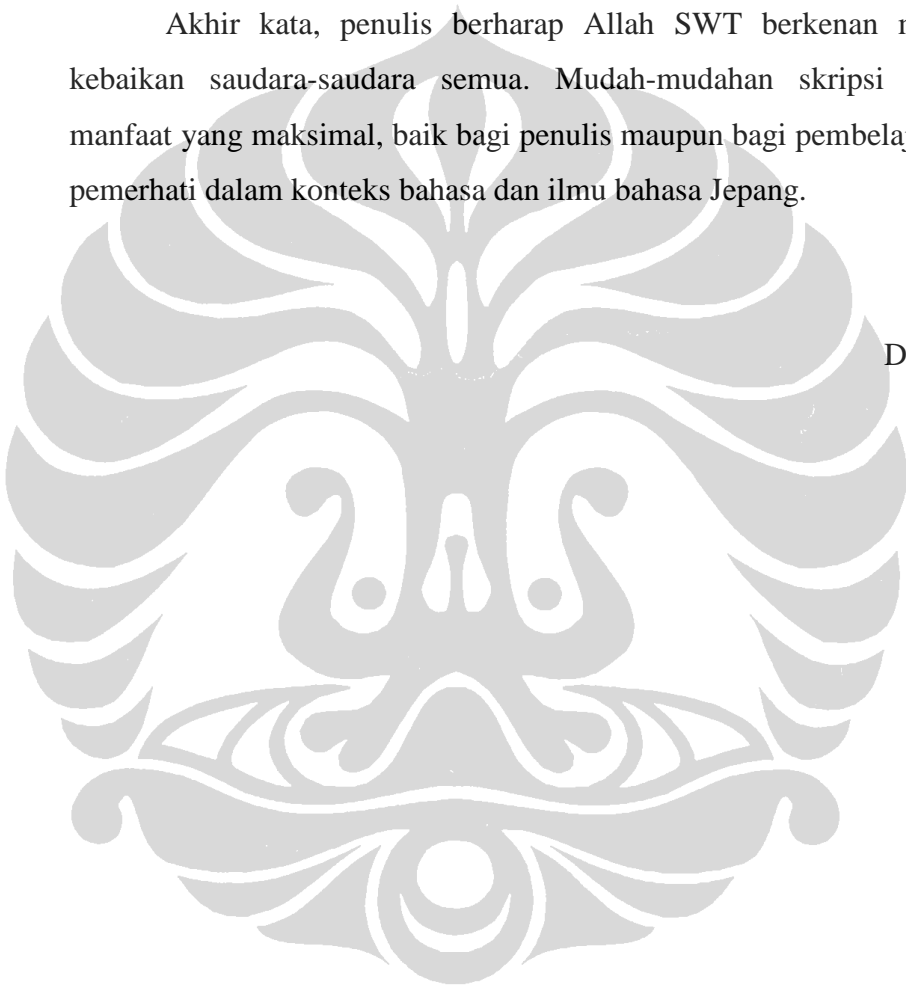 Akhir kata, penulis berharap Allah SWT berkenan
kebaikan saudara-saudara semua. Mudah-mudahan skripsi
manfaat yang maksimal, baik bagi penulis maupun bagi
pemerhati dalam konteks bahasa dan ilmu bahasa Jepang.